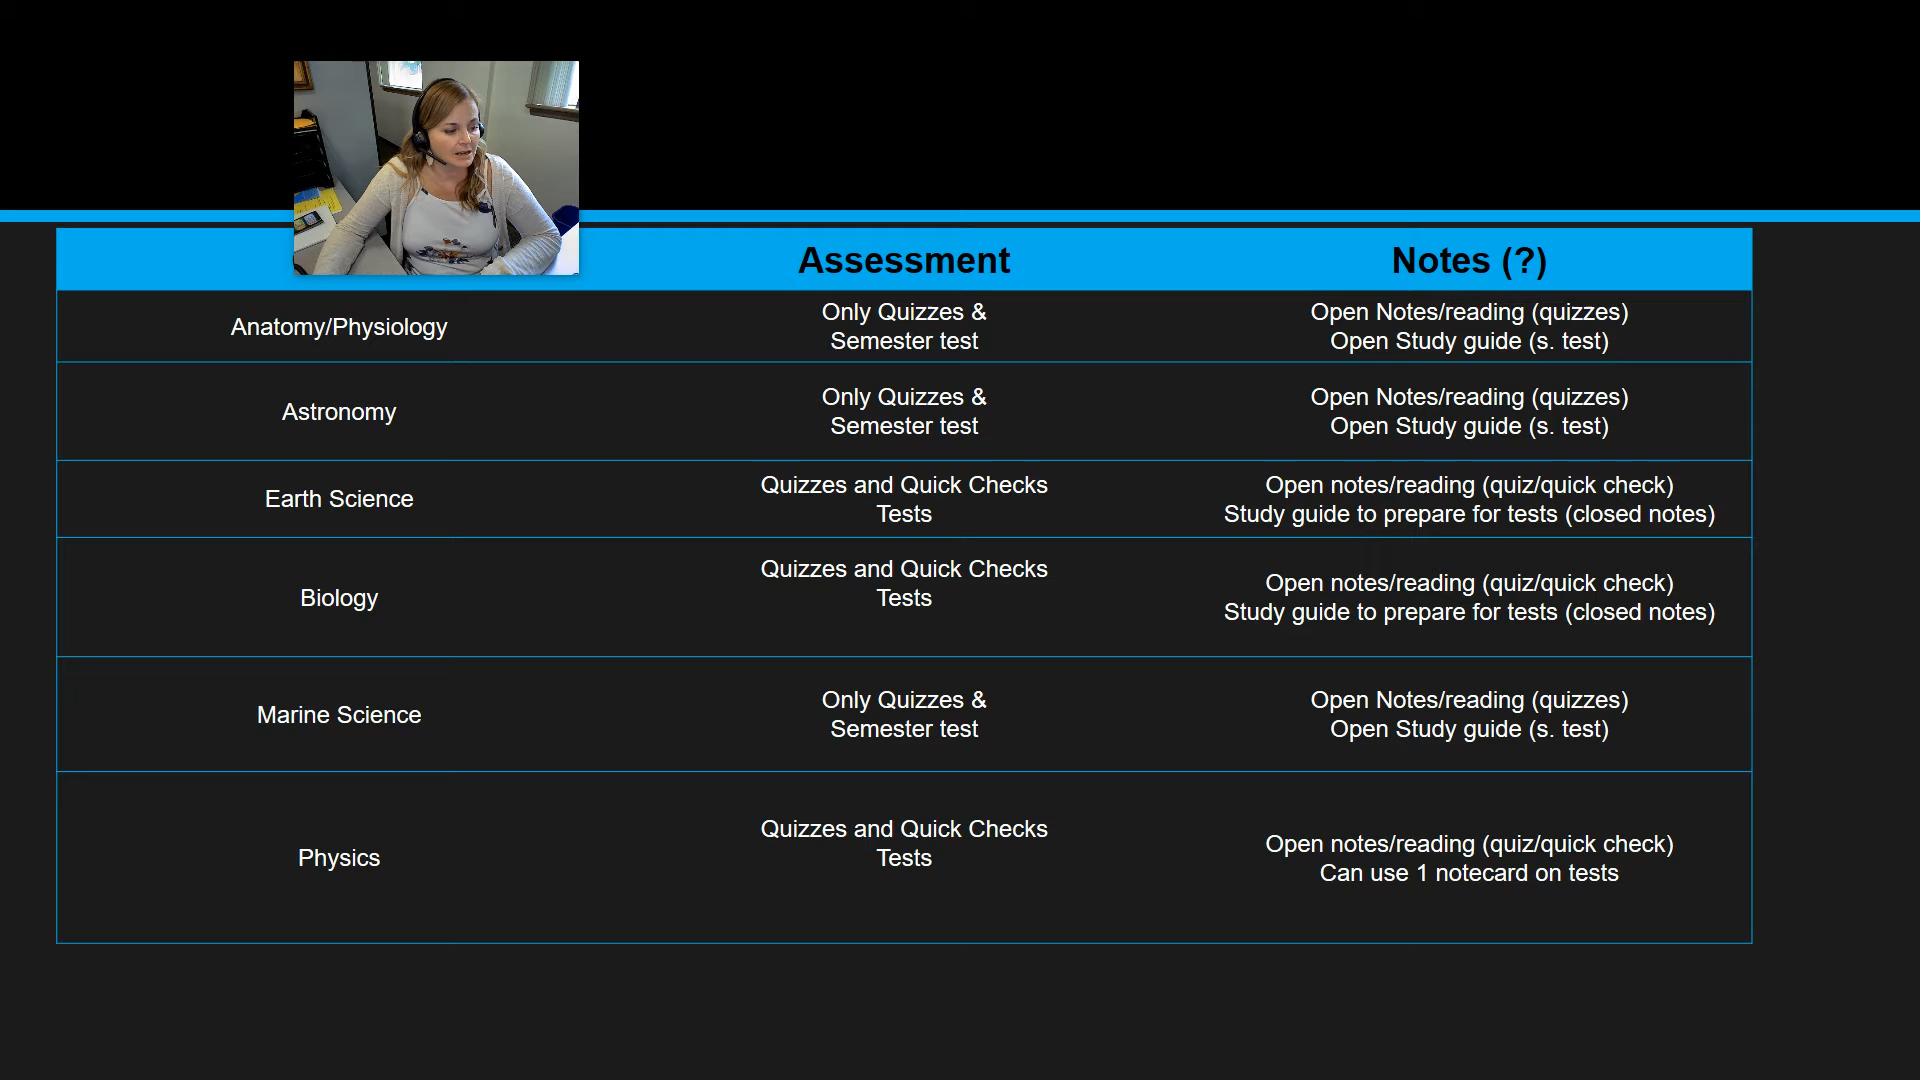 Assessment
Notes (?)
Anatomy/Physiology
Only Quizzes &
Semester test
Open Notes/reading (quizzes)
Open Study guide (s. test)
Astronomy
Only Quizzes &
Semester test
Open Notes/reading (quizzes)
Open Study guide (s. test)
Earth Science
Quizzes and Quick Checks
Tests
Open notes/reading (quiz/quick check)
Study guide to prepare for tests (closed notes)
Biology
Quizzes and Quick Checks
Tests
Open notes/reading (quiz/quick check)
Study guide to prepare for tests (closed notes)
Marine Science
Only Quizzes &
Semester test
Open Notes/reading (quizzes)
Open Study guide (s. test)
Physics
Quizzes and Quick Checks
Tests
Open notes/reading (quiz/quick check)
Can use 1 notecard on tests